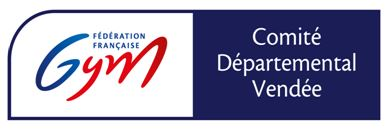 FÉDÉRATION
FRANÇAISE
Gym
Comité
Départemental
Vendée